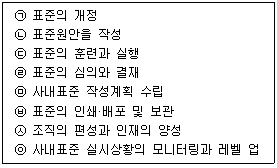 ㉠ 표준의 개정
㉡ 표준원안을 작성
㉢ 표준의 훈련과 실행
㉣ 표준의 심의와 결재
㉤ 사내표준 작성계획 수립
㉥ 표준의 인쇄·배포 및 보관
㉦ 조직의 편성과 인재의 양성
㉧ 사내표준 실시상황의 모니터링과 레벨 업